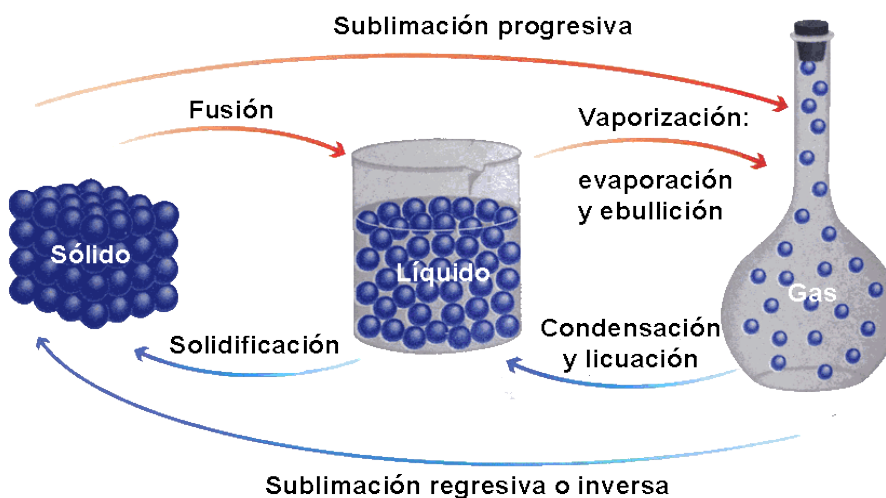 Sublimación progresiva
Fusión
Vaporización:
evaporación
y ebullición
Sólido
Líquido
Gas
Solidificación
Condensación
y licuación
Sublimación regresiva o inversa